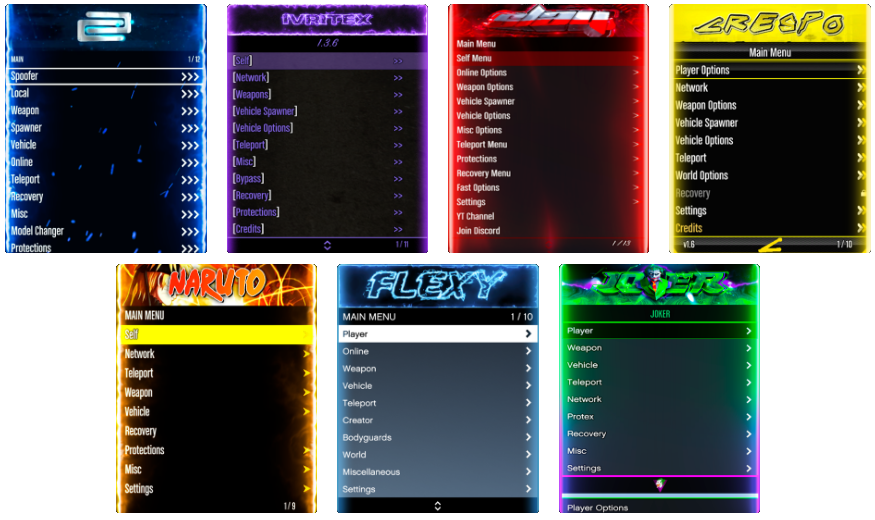 2
MAIN 1/12
Spoofer >>>
Local >>>
Weapon >>>
Spawner >>>
Vehicle >>>
Online >>>
Teleport >>>
Recovery >>>
Misc >>>
Model Changer >>>
Protections >>>
IVRITEX
1.3.6
[Self] >>
[Network] >>
[Weapons] >>
[Vehicle Spawner] >>
[Vehicle Options] >>
[Teleport] >>
[Misc] >>
[Bypass] >>
[Recovery] >>
[Protections] >>
[Credits] >>
1/11
Main Menu
Self Menu >
Online Options >
Weapon Options >
Vehicle Spawner >
Vehicle Options >
Misc Options >
Teleport Menu >
Protections >
Recovery Menu >
Fast Options >
Settings >
YT Channel
Join Discord
1/13
CRESPO
Main Menu
Player Options
Network
Weapon Options
Vehicle Spawner
Vehicle Options
Teleport
World Options
Recovery
Settings
Credits
v1.6 1/10
NARUTO
MAIN MENU
Self
Network
Teleport
Weapon
Vehicle
Recovery
Protections
Misc
Settings
1/9
FLEXY
MAIN MENU 1 / 10
Player >
Online >
Weapon >
Vehicle >
Teleport >
Creator >
Bodyguards >
World >
Miscellaneous >
Settings >
JOKER
JOKER
Player >
Weapon >
Vehicle >
Teleport >
Network >
Protex >
Recovery >
Misc >
Settings >
Player Options